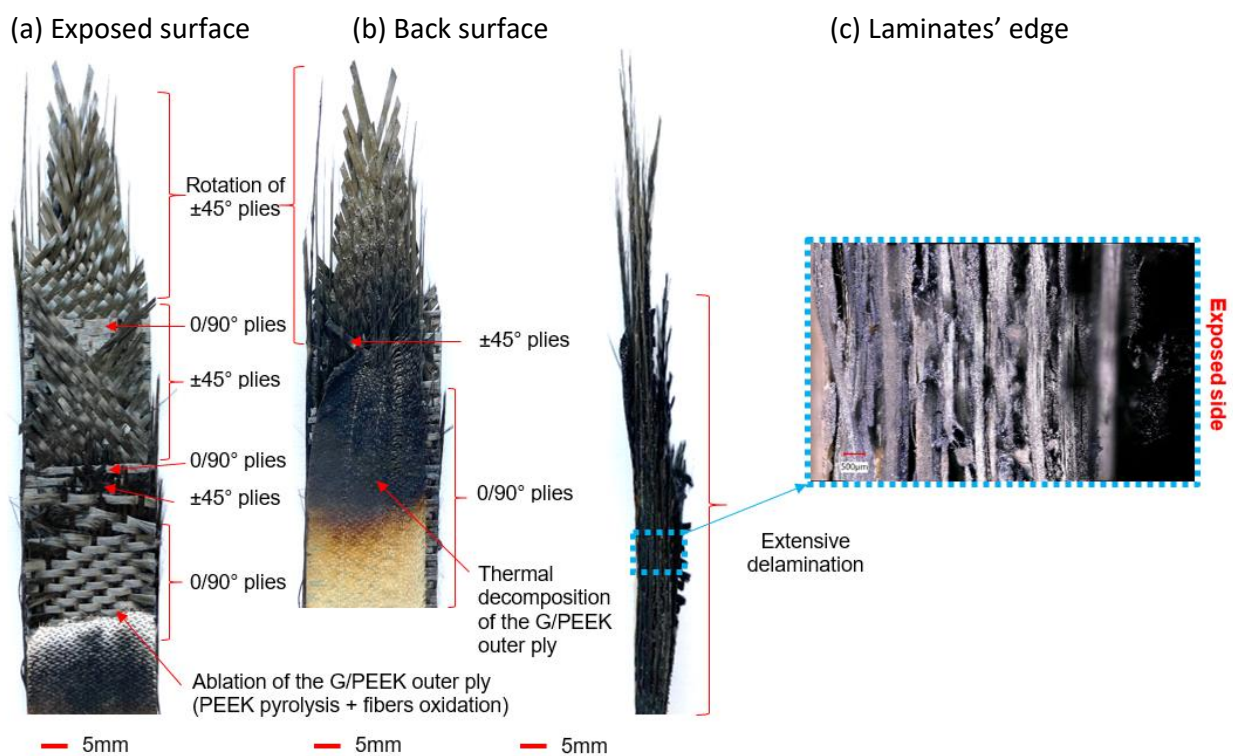 (a) Exposed surface
(b) Back surface
(c) Laminates’ edge
Rotation of
±45° plies
0/90° plies
±45° plies
0/90° plies
±45° plies
0/90° plies
Ablation of the G/PEEK outer ply
(PEEK pyrolysis + fibers oxidation)
±45° plies
0/90° plies
Thermal
decomposition
of the G/PEEK
outer ply
Extensive
delamination
500µm
Exposed side
5mm
5mm
5mm